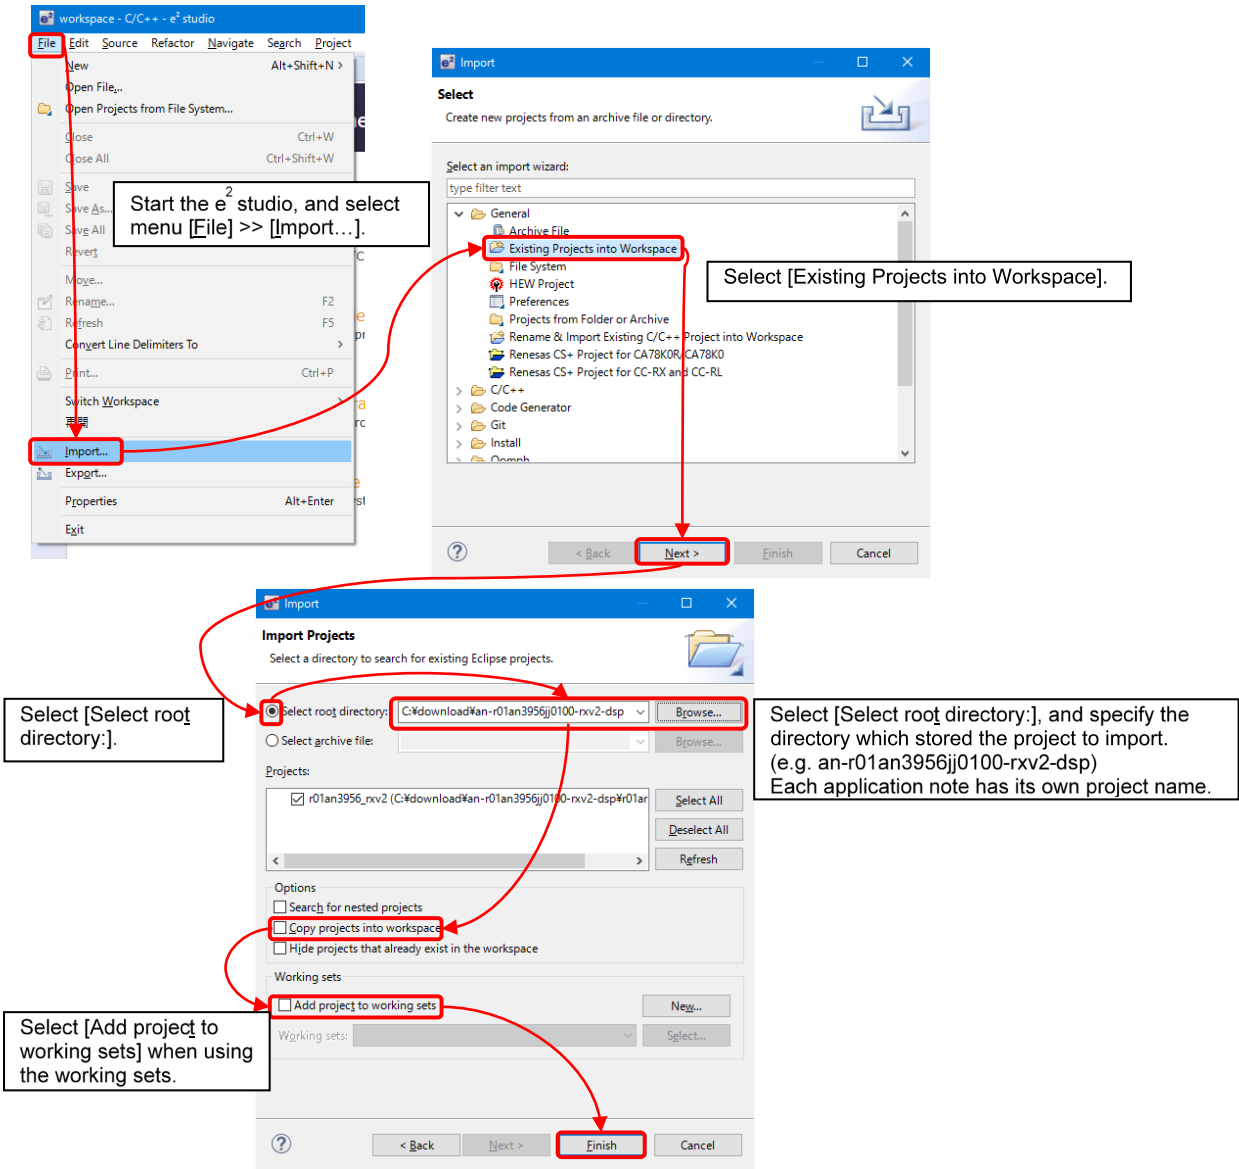 workspace - C/C++ - e² studio
File Edit Source Refactor Navigate Search Project
New Alt+Shift+N >
Open File...
Open Projects from File System...
Close Ctrl+W
Close All Ctrl+Shift+W
Save
Save As...
Save All
Revert
Move...
Rename... F2
Refresh F5
Convert Line Delimiters To >
Print... Ctrl+P
Switch Workspace >
再開
Import...
Export...
Properties Alt+Enter
Exit
Start the e² studio, and select
menu [File] >> [Import…].
e² Import
Select
Create new projects from an archive file or directory.
Select an import wizard:
type filter text
General
Archive File
Existing Projects into Workspace
File System
HEW Project
Preferences
Projects from Folder or Archive
Rename & Import Existing C/C++ Project into Workspace
Renesas CS+ Project for CA78K0R/CA78K0
Renesas CS+ Project for CC-RX and CC-RL
C/C++
Code Generator
Git
Install
Oomph
? < Back Next > Finish Cancel
Select [Existing Projects into Workspace].
e² Import
Import Projects
Select a directory to search for existing Eclipse projects.
Select root directory: C:¥download¥an-r01an3956jj0100-rxv2-dsp Browse...
Select archive file: Browse...
Projects:
r01an3956_rxv2 (C:¥download¥an-r01an3956jj0100-rxv2-dsp¥r01ar
Select All
Deselect All
Refresh
Options
Search for nested projects
Copy projects into workspace
Hide projects that already exist in the workspace
Working sets
Add project to working sets New...
Working sets: Select...
? < Back Next > Finish Cancel
Select [Select root
directory:].
Select [Select root directory:], and specify the
directory which stored the project to import.
(e.g. an-r01an3956jj0100-rxv2-dsp)
Each application note has its own project name.
Select [Add project to
working sets] when using
the working sets.